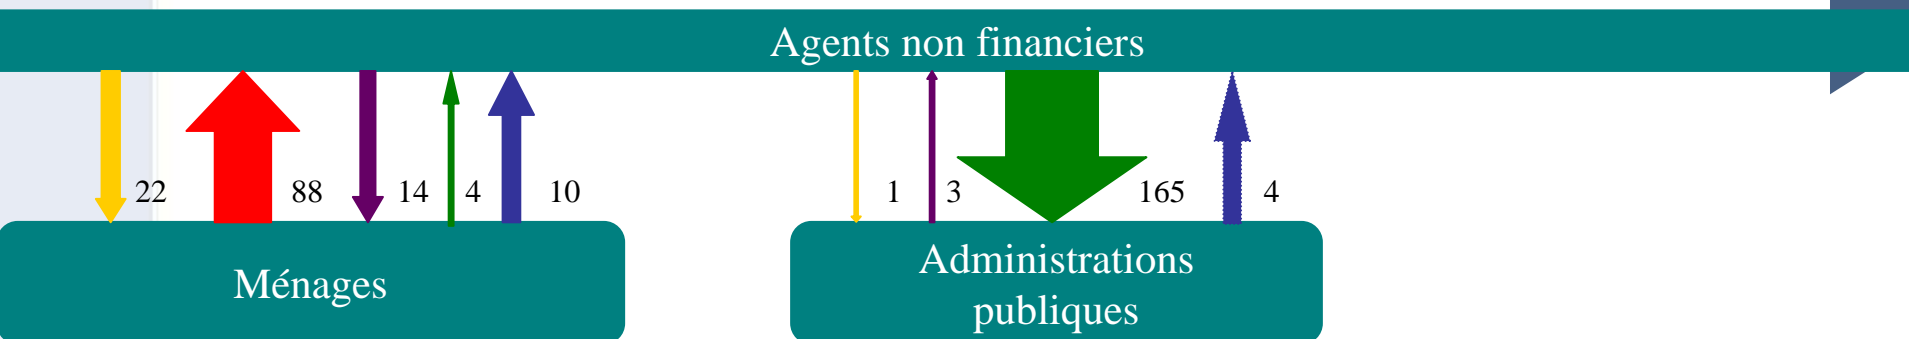 Agents non financiers
22 88 14 4 10 1 3 165 4
Ménages
Administrations
publiques